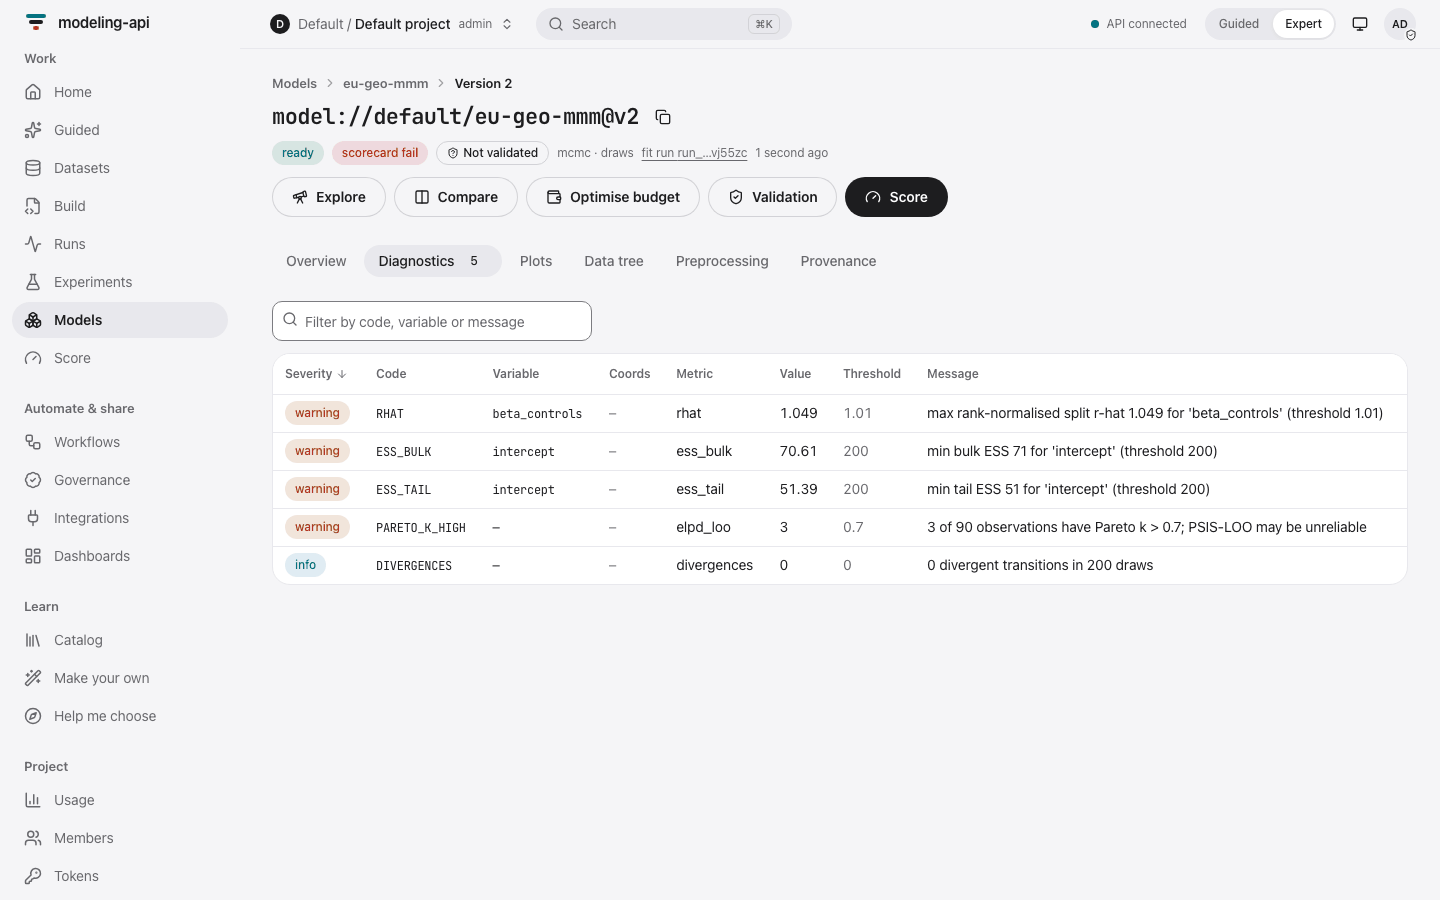 modeling-api
Default / Default project admin
Search
⌘K
API connected
Guided
Expert
AD
Work
Home
Guided
Datasets
Build
Runs
Experiments
Models
Score
Automate & share
Workflows
Governance
Integrations
Dashboards
Learn
Catalog
Make your own
Help me choose
Project
Usage
Members
Tokens
D
Models > eu-geo-mmm > Version 2
model://default/eu-geo-mmm@v2
ready scorecard fail Not validated mcmc · draws fit run run_…vj55zc 1 second ago
Explore Compare Optimise budget Validation Score
Overview Diagnostics 5 Plots Data tree Preprocessing Provenance
Filter by code, variable or message
Severity ↓ Code Variable Coords Metric Value Threshold Message
warning RHAT beta_controls – rhat 1.049 1.01 max rank-normalised split r-hat 1.049 for 'beta_controls' (threshold 1.01)
warning ESS_BULK intercept – ess_bulk 70.61 200 min bulk ESS 71 for 'intercept' (threshold 200)
warning ESS_TAIL intercept – ess_tail 51.39 200 min tail ESS 51 for 'intercept' (threshold 200)
warning PARETO_K_HIGH – – elpd_loo 3 0.7 3 of 90 observations have Pareto k > 0.7; PSIS-LOO may be unreliable
info DIVERGENCES – – divergences 0 0 0 divergent transitions in 200 draws